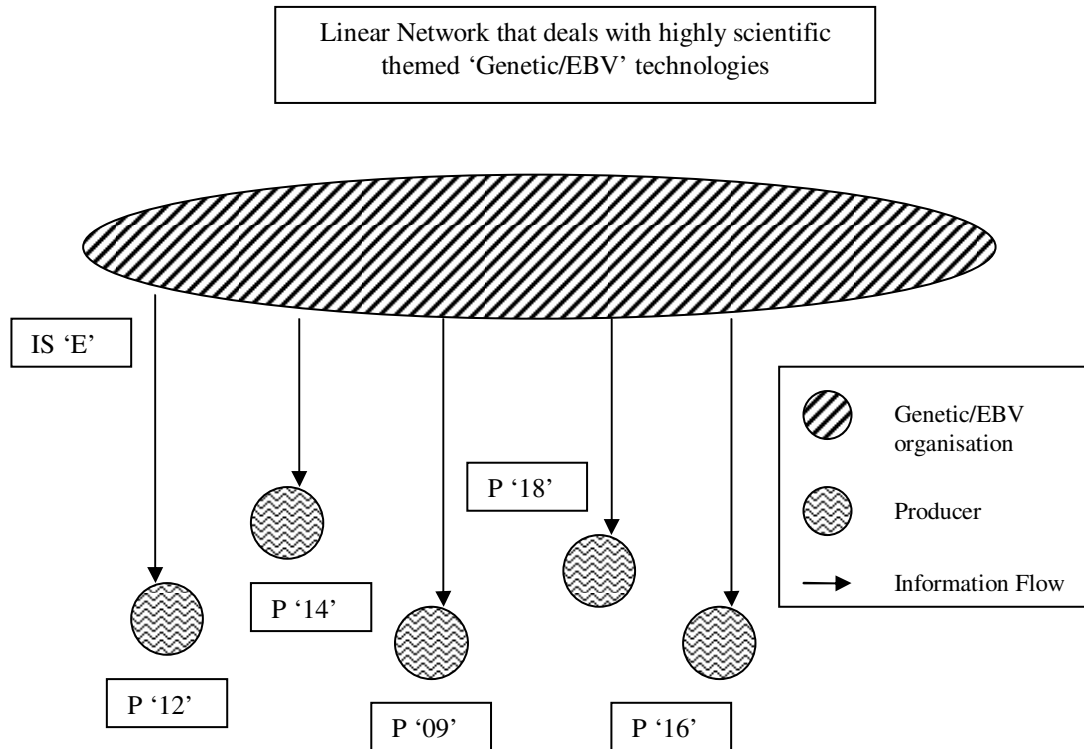 Linear Network that deals with highly scientific
themed ‘Genetic/EBV’ technologies
IS ‘E’
Genetic/EBV
organisation
P ‘18’
Producer
P ‘14’
Information Flow
P ‘12’
P ‘09’
P ‘16’